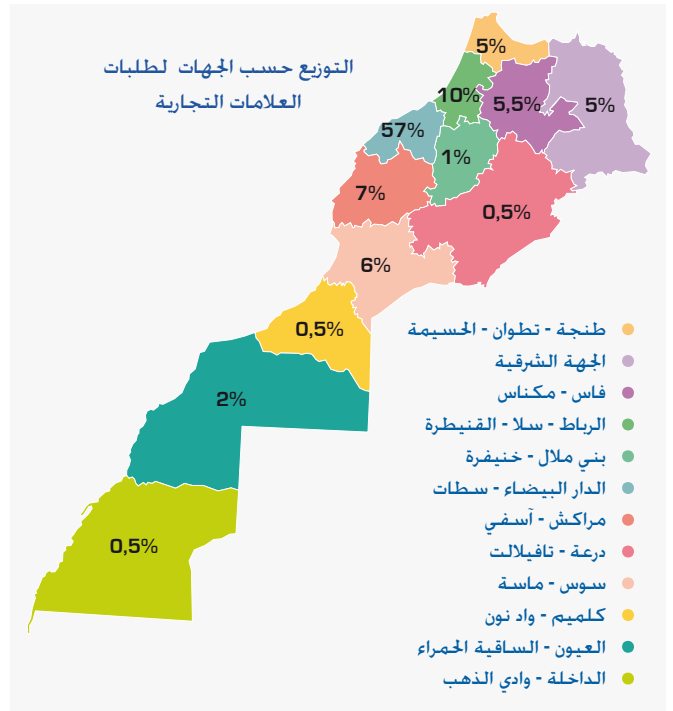 التوزيع حسب الجهات لطلبات
العلامات التجارية
5%
10%
5,5%
5%
57%
1%
7%
0,5%
6%
0,5%
2%
0,5%
طنجة - تطوان - الحسيمة
الجهة الشرقية
فاس - مكناس
الرباط - سلا - القنيطرة
بني ملال - خنيفرة
الدار البيضاء - سطات
مراكش - آسفي
درعة - تافيلالت
سوس - ماسة
كلميم - واد نون
العيون - الساقية الحمراء
الداخلة - وادي الذهب